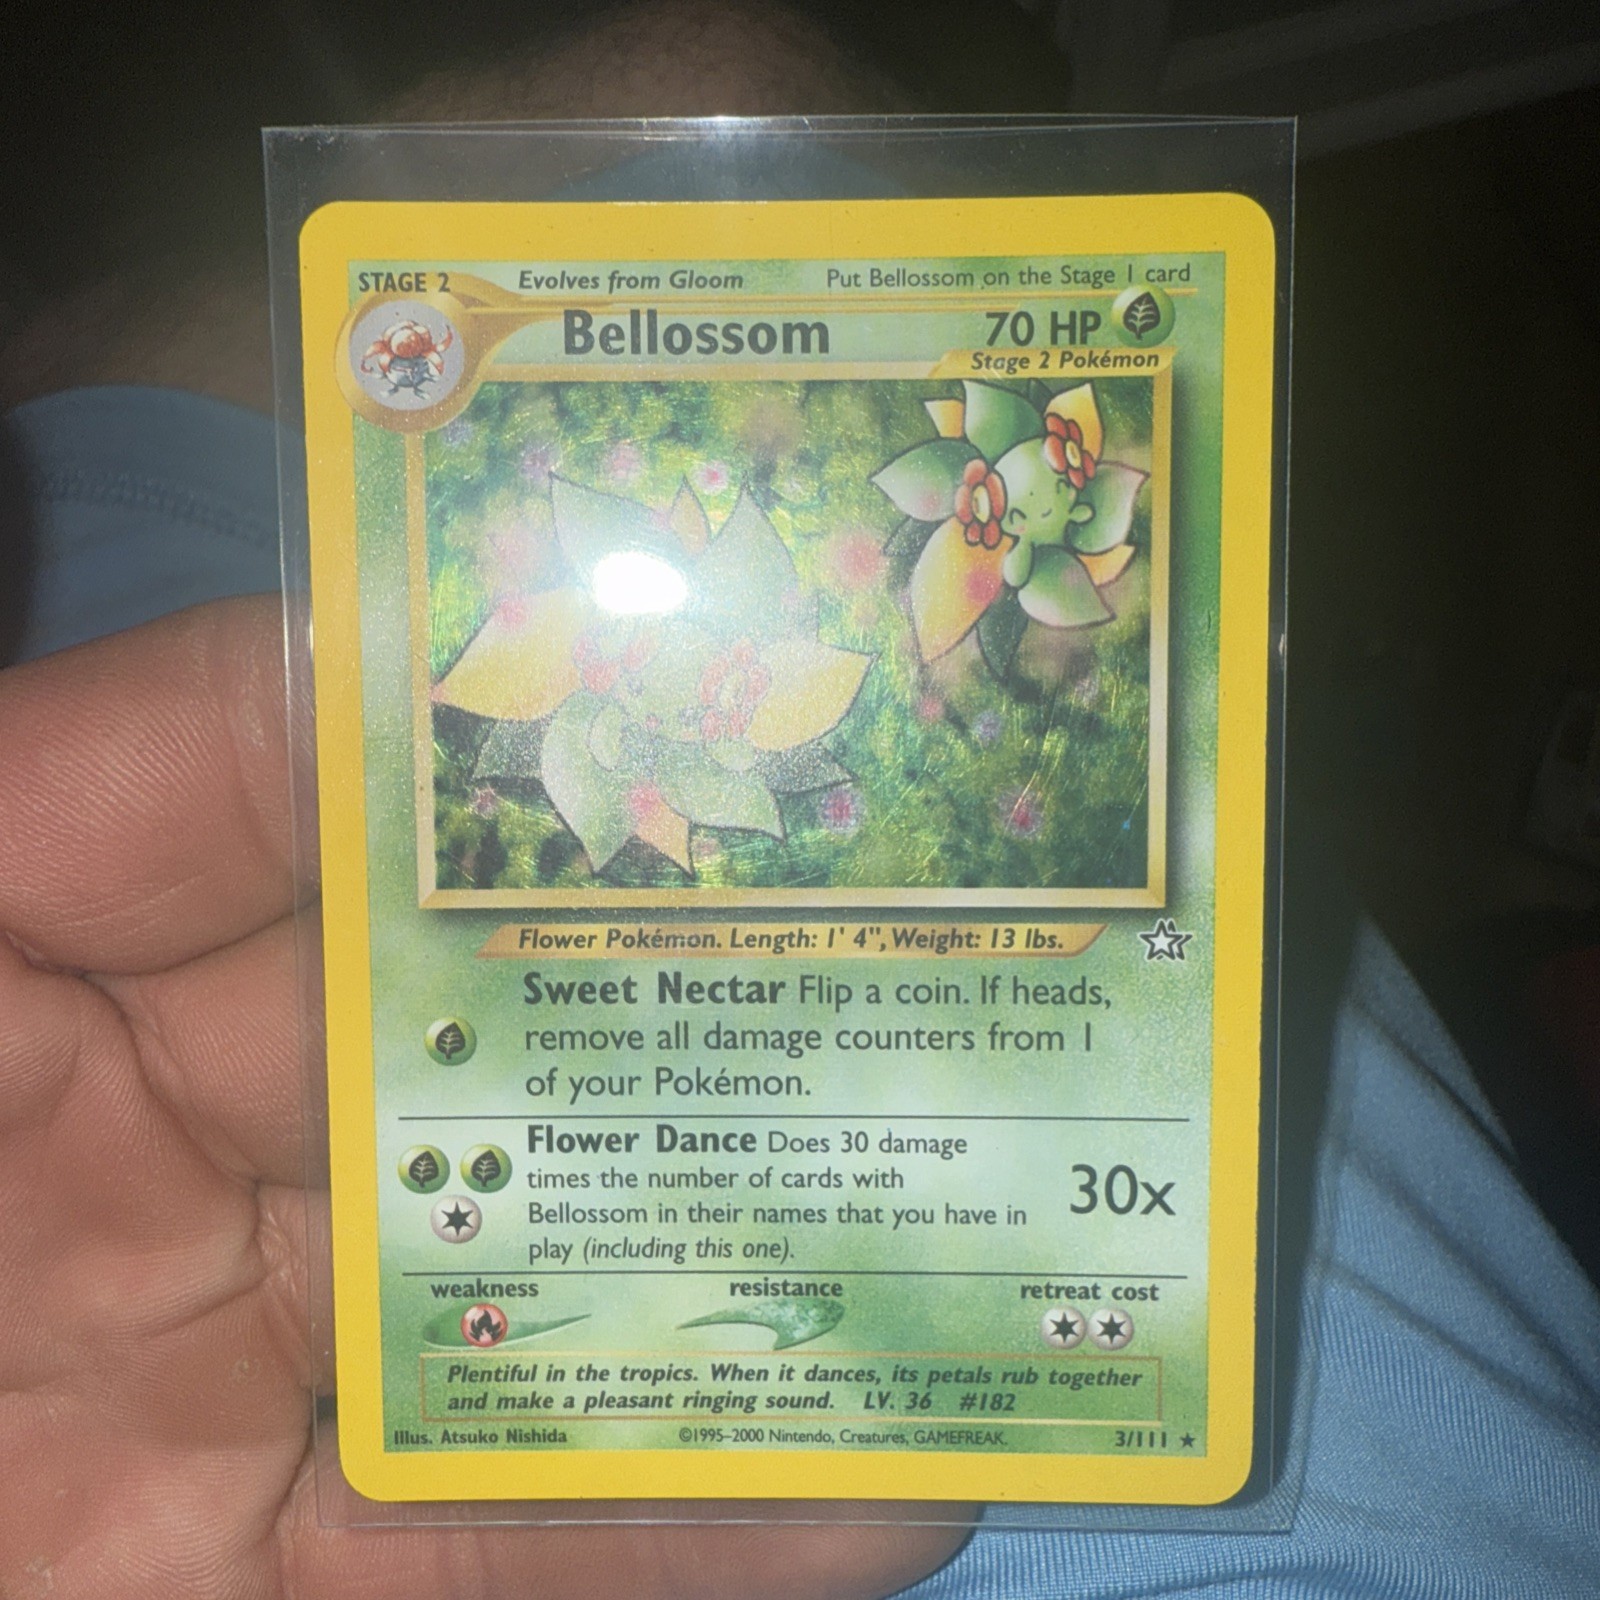 STAGE 2 Evolves from Gloom Put Bellossom on the Stage 1 card
Bellossom 70 HP
Stage 2 Pokémon
Flower Pokémon. Length: 1' 4", Weight: 13 lbs.
Sweet Nectar Flip a coin. If heads,
remove all damage counters from 1
of your Pokémon.
Flower Dance Does 30 damage
times the number of cards with
Bellossom in their names that you have in
play (including this one).
30x
weakness resistance retreat cost
Plentiful in the tropics. When it dances, its petals rub together
and make a pleasant ringing sound. LV. 36 #182
Illus. Atsuko Nishida ©1995–2000 Nintendo, Creatures, GAMEFREAK. 3/111 ★